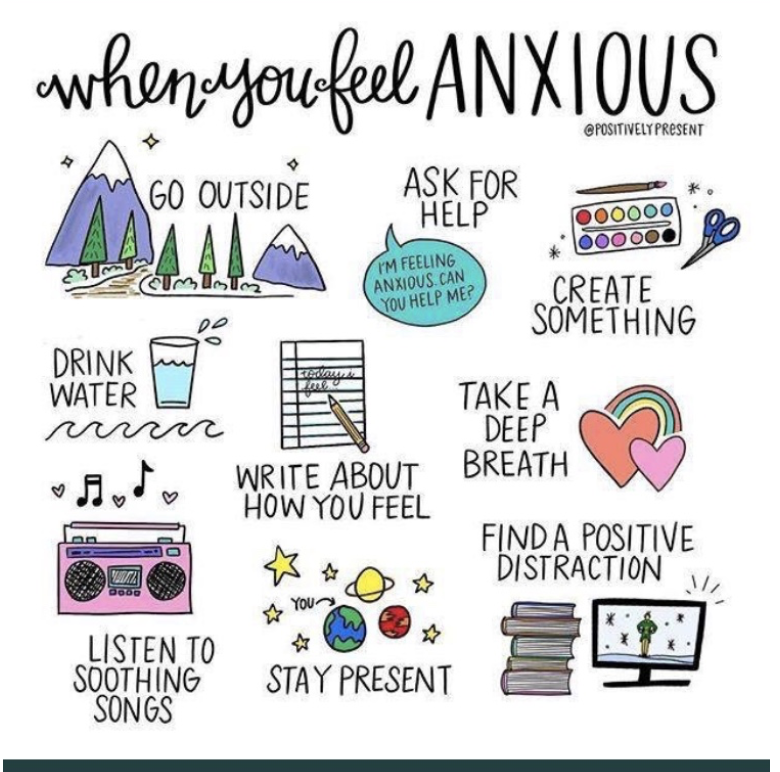 when you feel ANXIOUS
@POSITIVELYPRESENT
GO OUTSIDE
ASK FOR
HELP
I'M FEELING
ANXIOUS. CAN
YOU HELP ME?
CREATE
SOMETHING
DRINK
WATER
today i
feel
WRITE ABOUT
HOW YOU FEEL
TAKE A
DEEP
BREATH
LISTEN TO
SOOTHING
SONGS
YOU
STAY PRESENT
FIND A POSITIVE
DISTRACTION